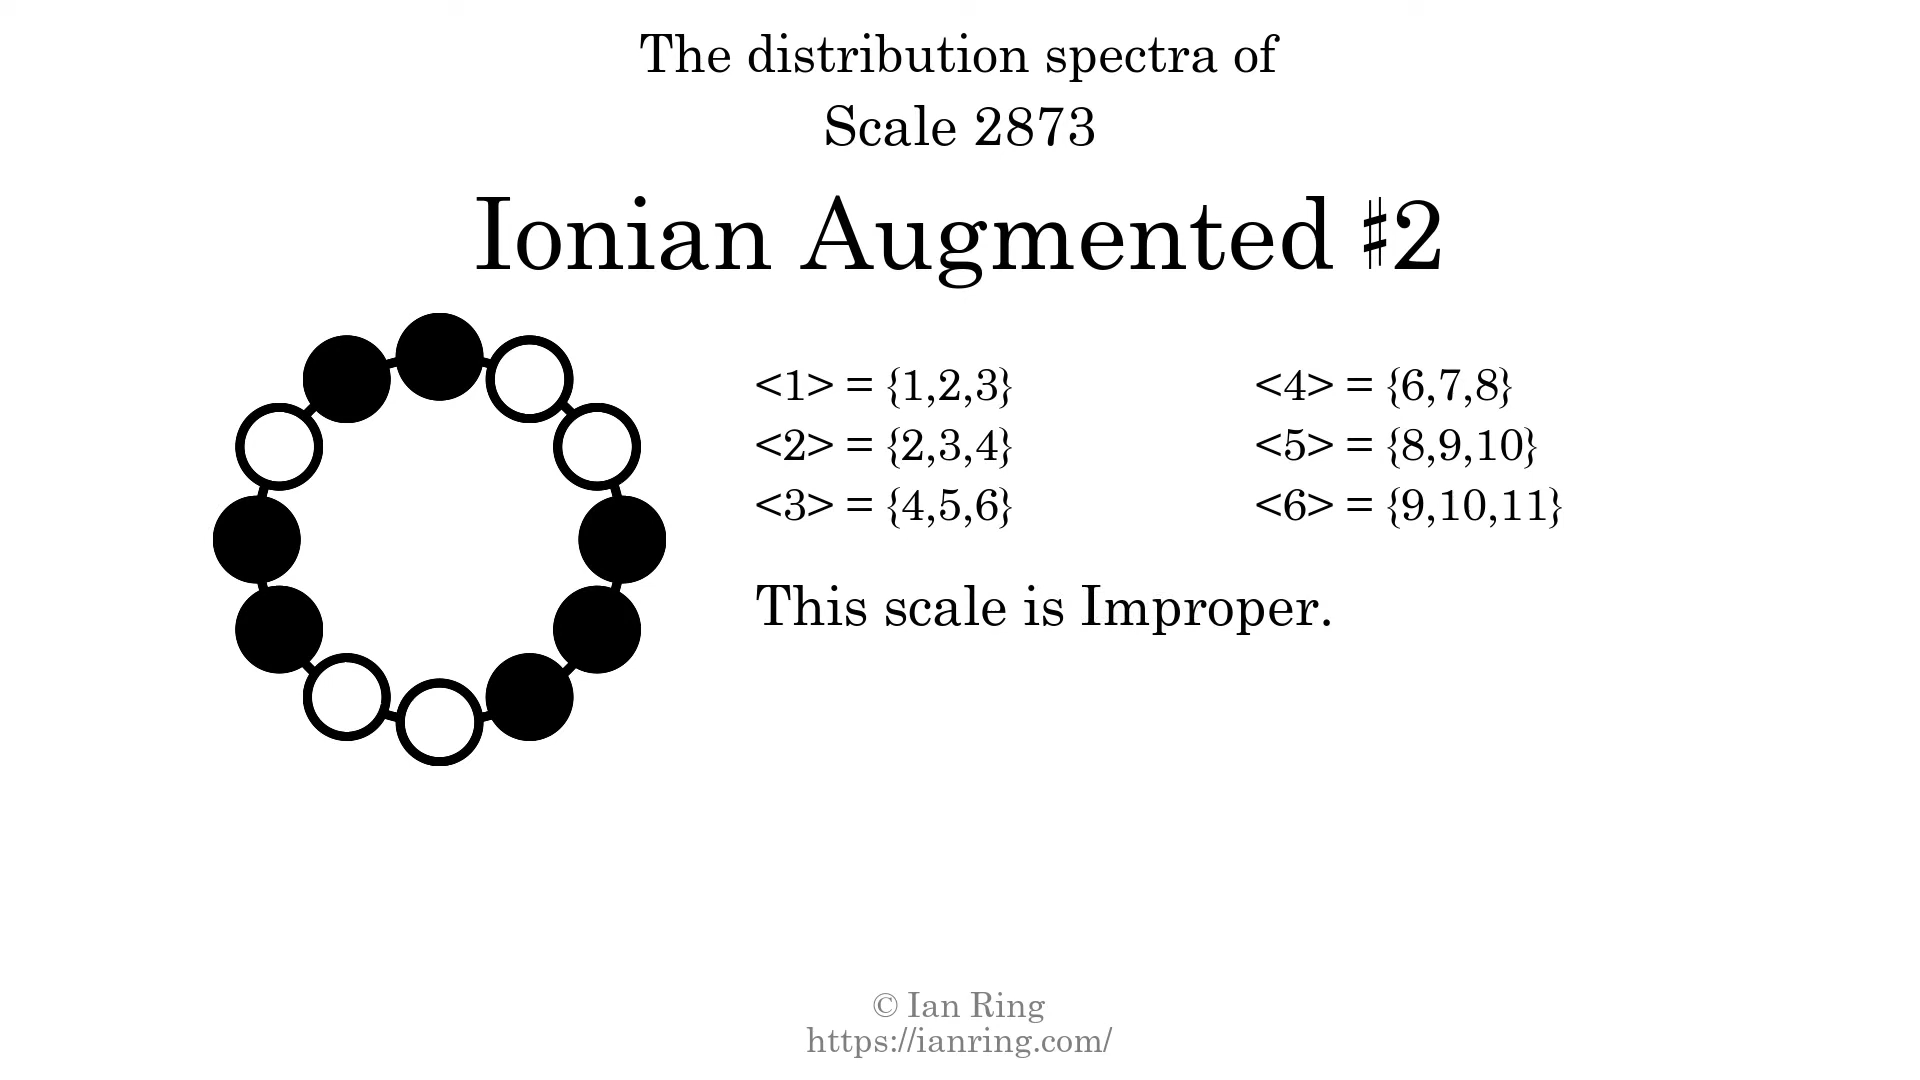 The distribution spectra of
Scale 2873
Ionian Augmented ♯2
<1> = {1,2,3}
<2> = {2,3,4}
<3> = {4,5,6}
<4> = {6,7,8}
<5> = {8,9,10}
<6> = {9,10,11}
This scale is Improper.
© Ian Ring
https://ianring.com/